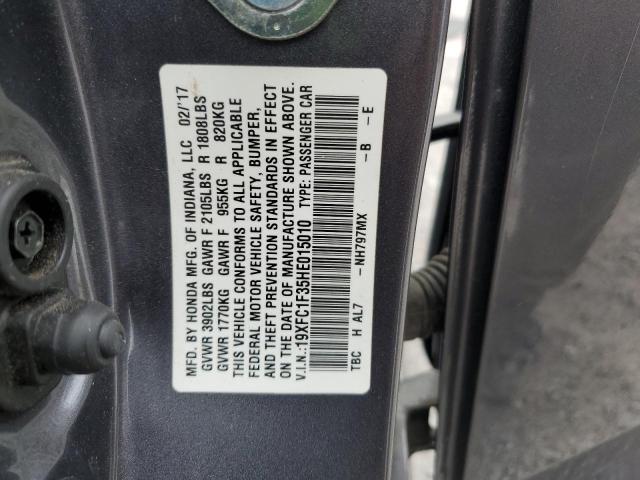 MFD. BY HONDA MFG. OF INDIANA, LLC 02/'17
GVWR 3902LBS GAWR F 2105LBS R 1808LBS
GVWR 1770KG GAWR F 955KG R 820KG
THIS VEHICLE CONFORMS TO ALL APPLICABLE
FEDERAL MOTOR VEHICLE SAFETY, BUMPER,
AND THEFT PREVENTION STANDARDS IN EFFECT
ON THE DATE OF MANUFACTURE SHOWN ABOVE.
V.I.N.:19XFC1F35HE015010 TYPE: PASSENGER CAR
TBC H AL7 -NH797MX -B -E